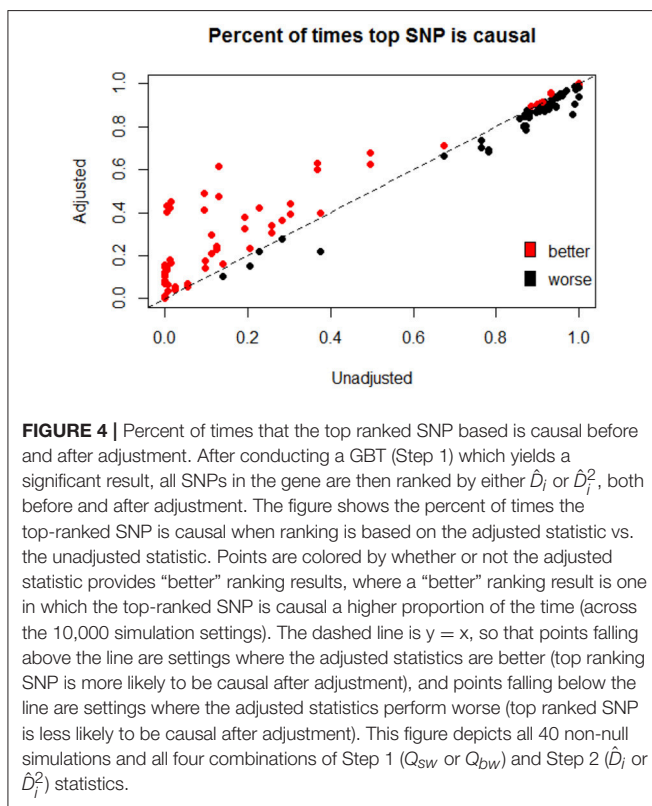 Percent of times top SNP is causal
Adjusted
1.0
0.8
0.6
0.4
0.2
0.0
better
worse
0.0 0.2 0.4 0.6 0.8 1.0
Unadjusted
FIGURE 4 | Percent of times that the top ranked SNP based is causal before
and after adjustment. After conducting a GBT (Step 1) which yields a
significant result, all SNPs in the gene are then ranked by either D̂ᵢ or D̂ᵢ², both
before and after adjustment. The figure shows the percent of times the
top-ranked SNP is causal when ranking is based on the adjusted statistic vs.
the unadjusted statistic. Points are colored by whether or not the adjusted
statistic provides “better” ranking results, where a “better” ranking result is one
in which the top-ranked SNP is causal a higher proportion of the time (across
the 10,000 simulation settings). The dashed line is y = x, so that points falling
above the line are settings where the adjusted statistics are better (top ranking
SNP is more likely to be causal after adjustment), and points falling below the
line are settings where the adjusted statistics perform worse (top ranked SNP
is less likely to be causal after adjustment). This figure depicts all 40 non-null
simulations and all four combinations of Step 1 (Qsw or Qbw) and Step 2 (D̂ᵢ or
D̂ᵢ²) statistics.